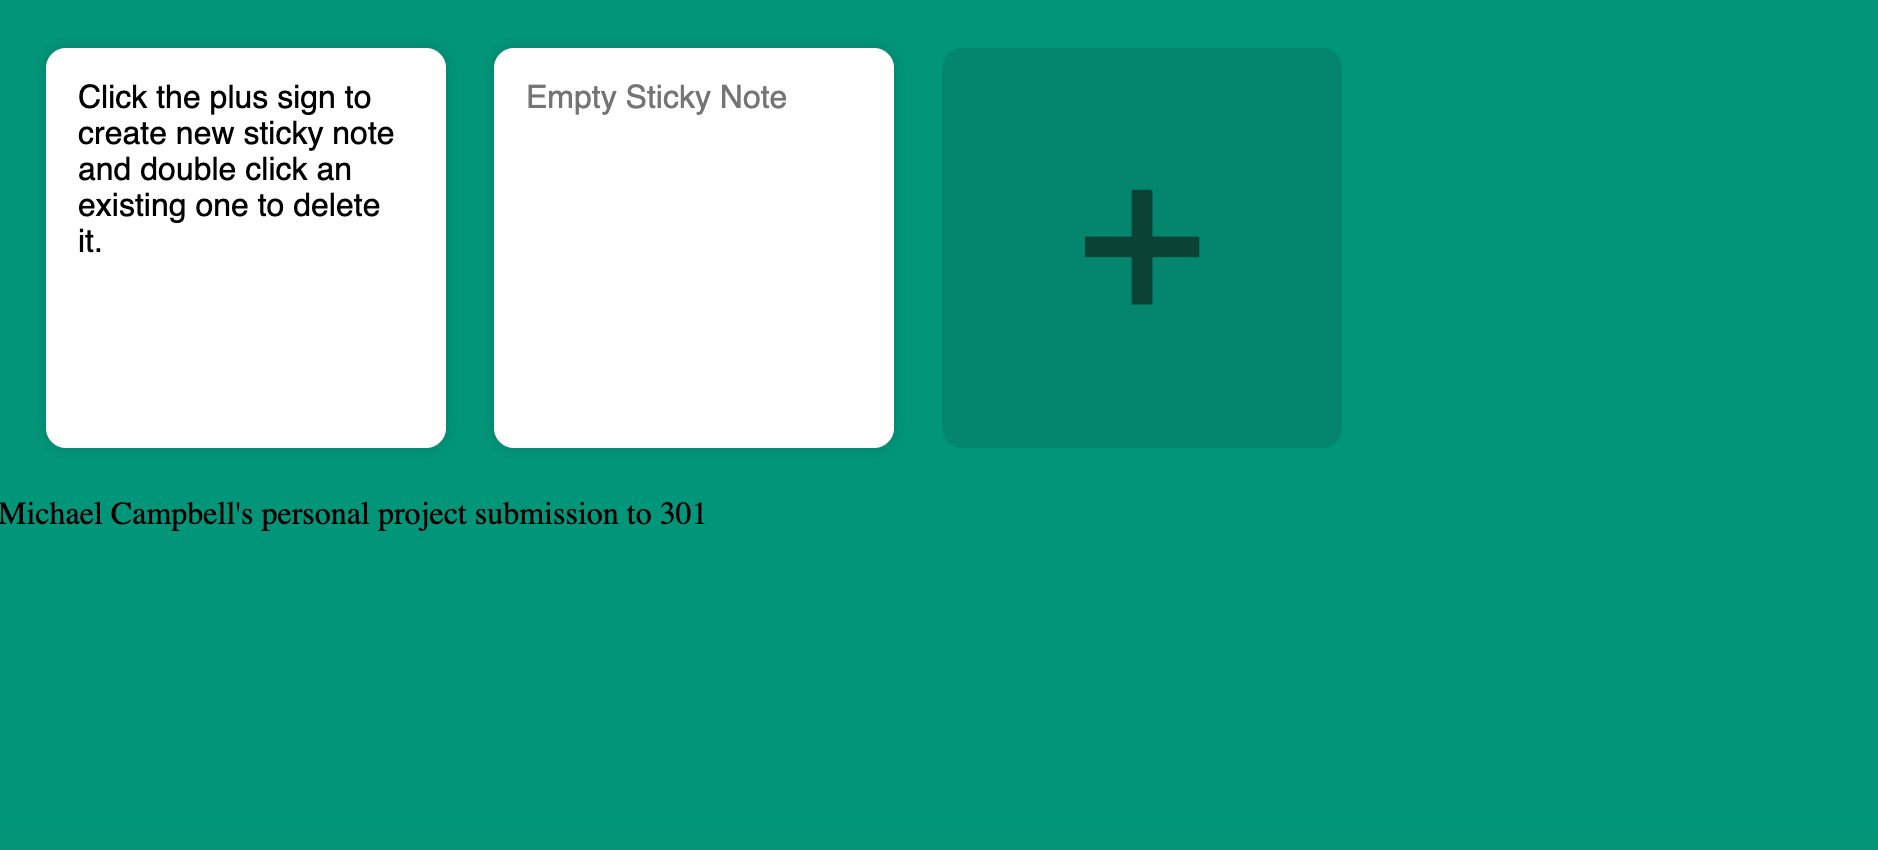 Click the plus sign to
create new sticky note
and double click an
existing one to delete
it.
Empty Sticky Note
+
Michael Campbell's personal project submission to 301